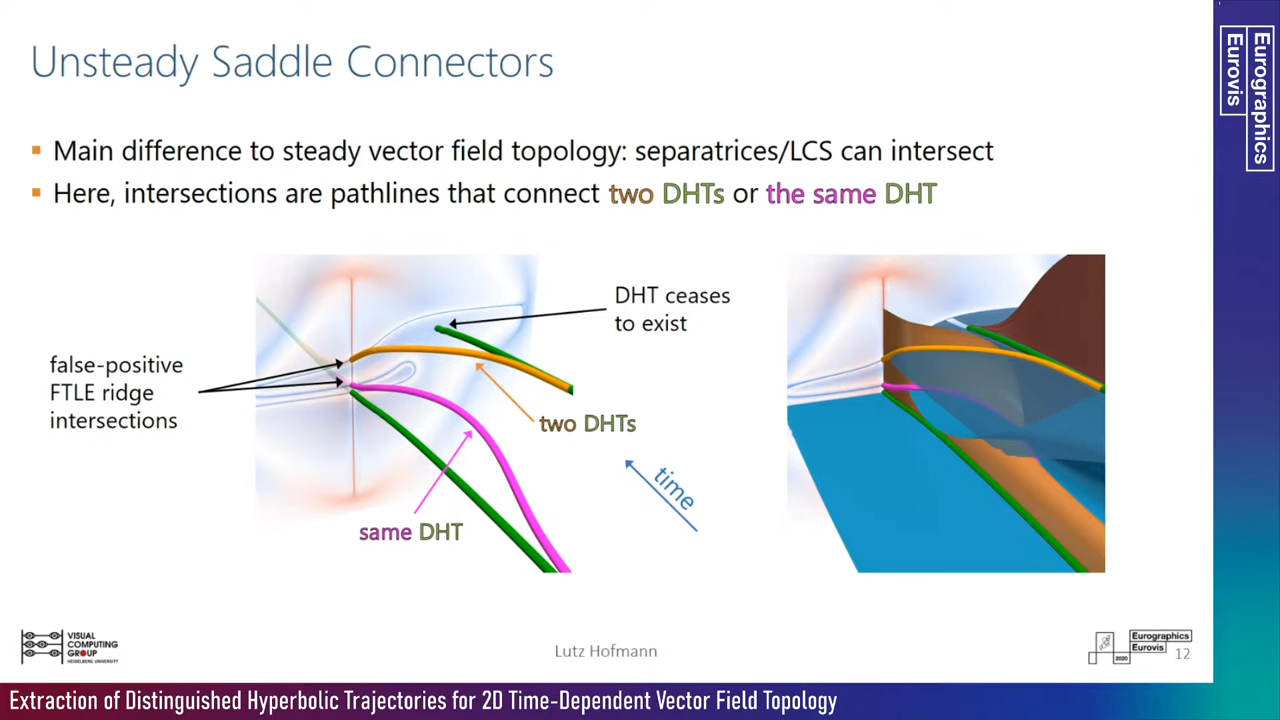 Unsteady Saddle Connectors
Eurographics
Eurovis
Main difference to steady vector field topology: separatrices/LCS can intersect
Here, intersections are pathlines that connect two DHTs or the same DHT
DHT ceases
to exist
false-positive
FTLE ridge
intersections
two DHTs
time
same DHT
VISUAL
COMPUTING
GROUP
HEIDELBERG UNIVERSITY
Lutz Hofmann
2020
Eurographics
Eurovis
12
Extraction of Distinguished Hyperbolic Trajectories for 2D Time-Dependent Vector Field Topology